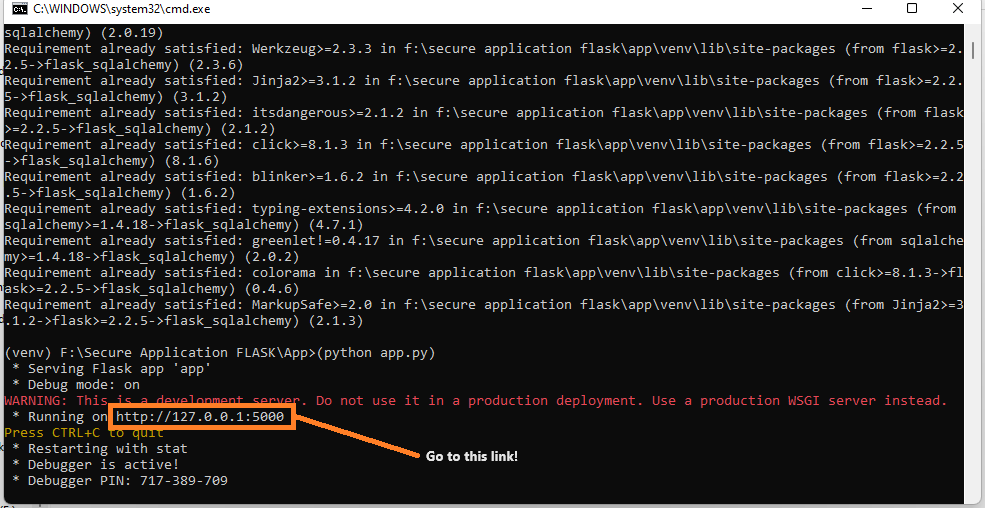 C:\WINDOWS\system32\cmd.exe
sqlalchemy) (2.0.19)
Requirement already satisfied: Werkzeug>=2.3.3 in f:\secure application flask\app\venv\lib\site-packages (from flask>=2.
2.5->flask_sqlalchemy) (2.3.6)
Requirement already satisfied: Jinja2>=3.1.2 in f:\secure application flask\app\venv\lib\site-packages (from flask>=2.2.
5->flask_sqlalchemy) (3.1.2)
Requirement already satisfied: itsdangerous>=2.1.2 in f:\secure application flask\app\venv\lib\site-packages (from flask
>=2.2.5->flask_sqlalchemy) (2.1.2)
Requirement already satisfied: click>=8.1.3 in f:\secure application flask\app\venv\lib\site-packages (from flask>=2.2.5
->flask_sqlalchemy) (8.1.6)
Requirement already satisfied: blinker>=1.6.2 in f:\secure application flask\app\venv\lib\site-packages (from flask>=2.2
.5->flask_sqlalchemy) (1.6.2)
Requirement already satisfied: typing-extensions>=4.2.0 in f:\secure application flask\app\venv\lib\site-packages (from
sqlalchemy>=1.4.18->flask_sqlalchemy) (4.7.1)
Requirement already satisfied: greenlet!=0.4.17 in f:\secure application flask\app\venv\lib\site-packages (from sqlalche
my>=1.4.18->flask_sqlalchemy) (2.0.2)
Requirement already satisfied: colorama in f:\secure application flask\app\venv\lib\site-packages (from click>=8.1.3->fl
ask>=2.2.5->flask_sqlalchemy) (0.4.6)
Requirement already satisfied: MarkupSafe>=2.0 in f:\secure application flask\app\venv\lib\site-packages (from Jinja2>=3
.1.2->flask>=2.2.5->flask_sqlalchemy) (2.1.3)
(venv) F:\Secure Application FLASK\App>(python app.py)
* Serving Flask app 'app'
* Debug mode: on
WARNING: This is a development server. Do not use it in a production deployment. Use a production WSGI server instead.
* Running on http://127.0.0.1:5000
Press CTRL+C to quit
* Restarting with stat
Go to this link!
* Debugger is active!
* Debugger PIN: 717-389-709